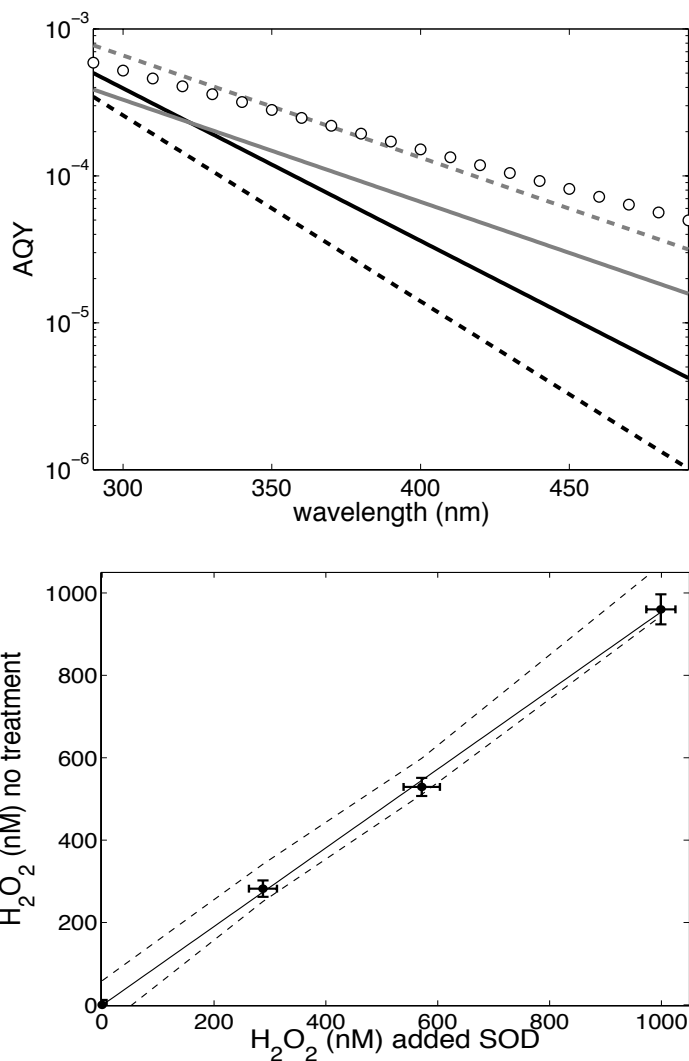 10⁻³
10⁻⁴
10⁻⁵
10⁻⁶
AQY
300 350 400 450
wavelength (nm)
1000
800
600
400
200
0
H₂O₂ (nM) no treatment
0 200 400 600 800 1000
H₂O₂ (nM) added SOD